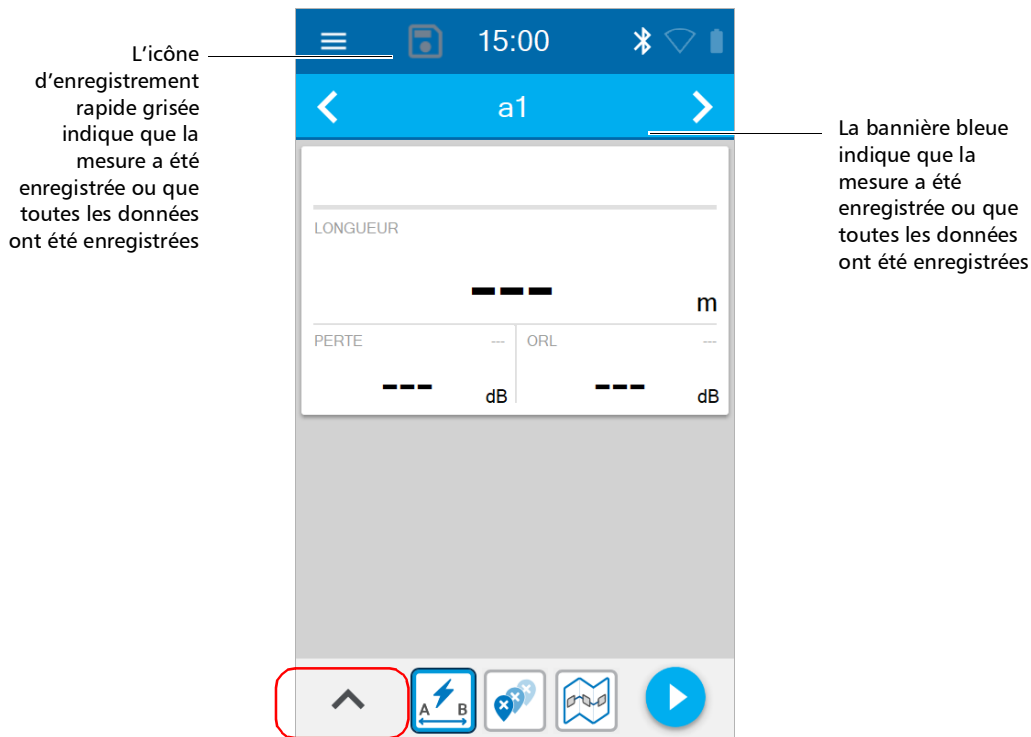 L’icône
d’enregistrement
rapide grisée
indique que la
mesure a été
enregistrée ou que
toutes les données
ont été enregistrées
15:00
a1
LONGUEUR
---
m
PERTE ---
--- dB
ORL ---
--- dB
A B
La bannière bleue
indique que la
mesure a été
enregistrée ou que
toutes les données
ont été enregistrées